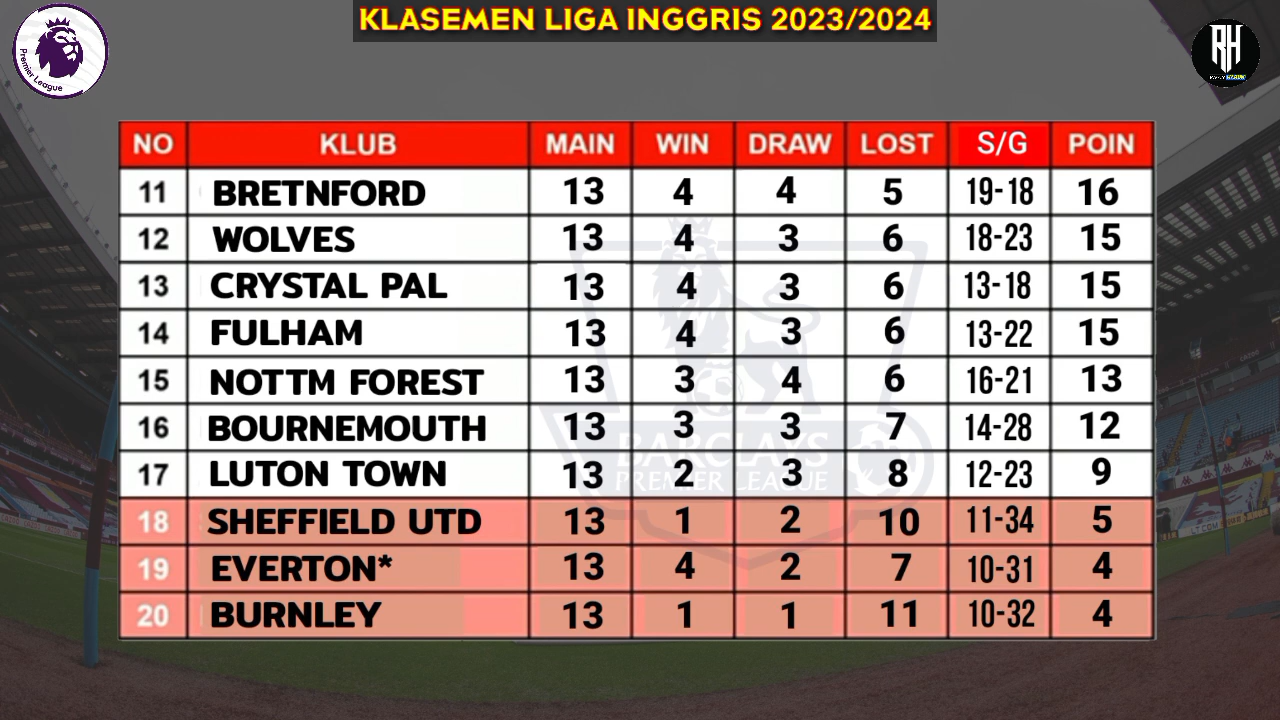 KLASEMEN LIGA INGGRIS 2023/2024
Premier League
RH
NO KLUB MAIN WIN DRAW LOST S/G POIN
11 BRETNFORD 13 4 4 5 19-18 16
12 WOLVES 13 4 3 6 18-23 15
13 CRYSTAL PAL 13 4 3 6 13-18 15
14 FULHAM 13 4 3 6 13-22 15
15 NOTTM FOREST 13 3 4 6 16-21 13
16 BOURNEMOUTH 13 3 3 7 14-28 12
17 LUTON TOWN 13 2 3 8 12-23 9
18 SHEFFIELD UTD 13 1 2 10 11-34 5
19 EVERTON* 13 4 2 7 10-31 4
20 BURNLEY 13 1 1 11 10-32 4
BARCLAYS
PREMIER LEAGUE